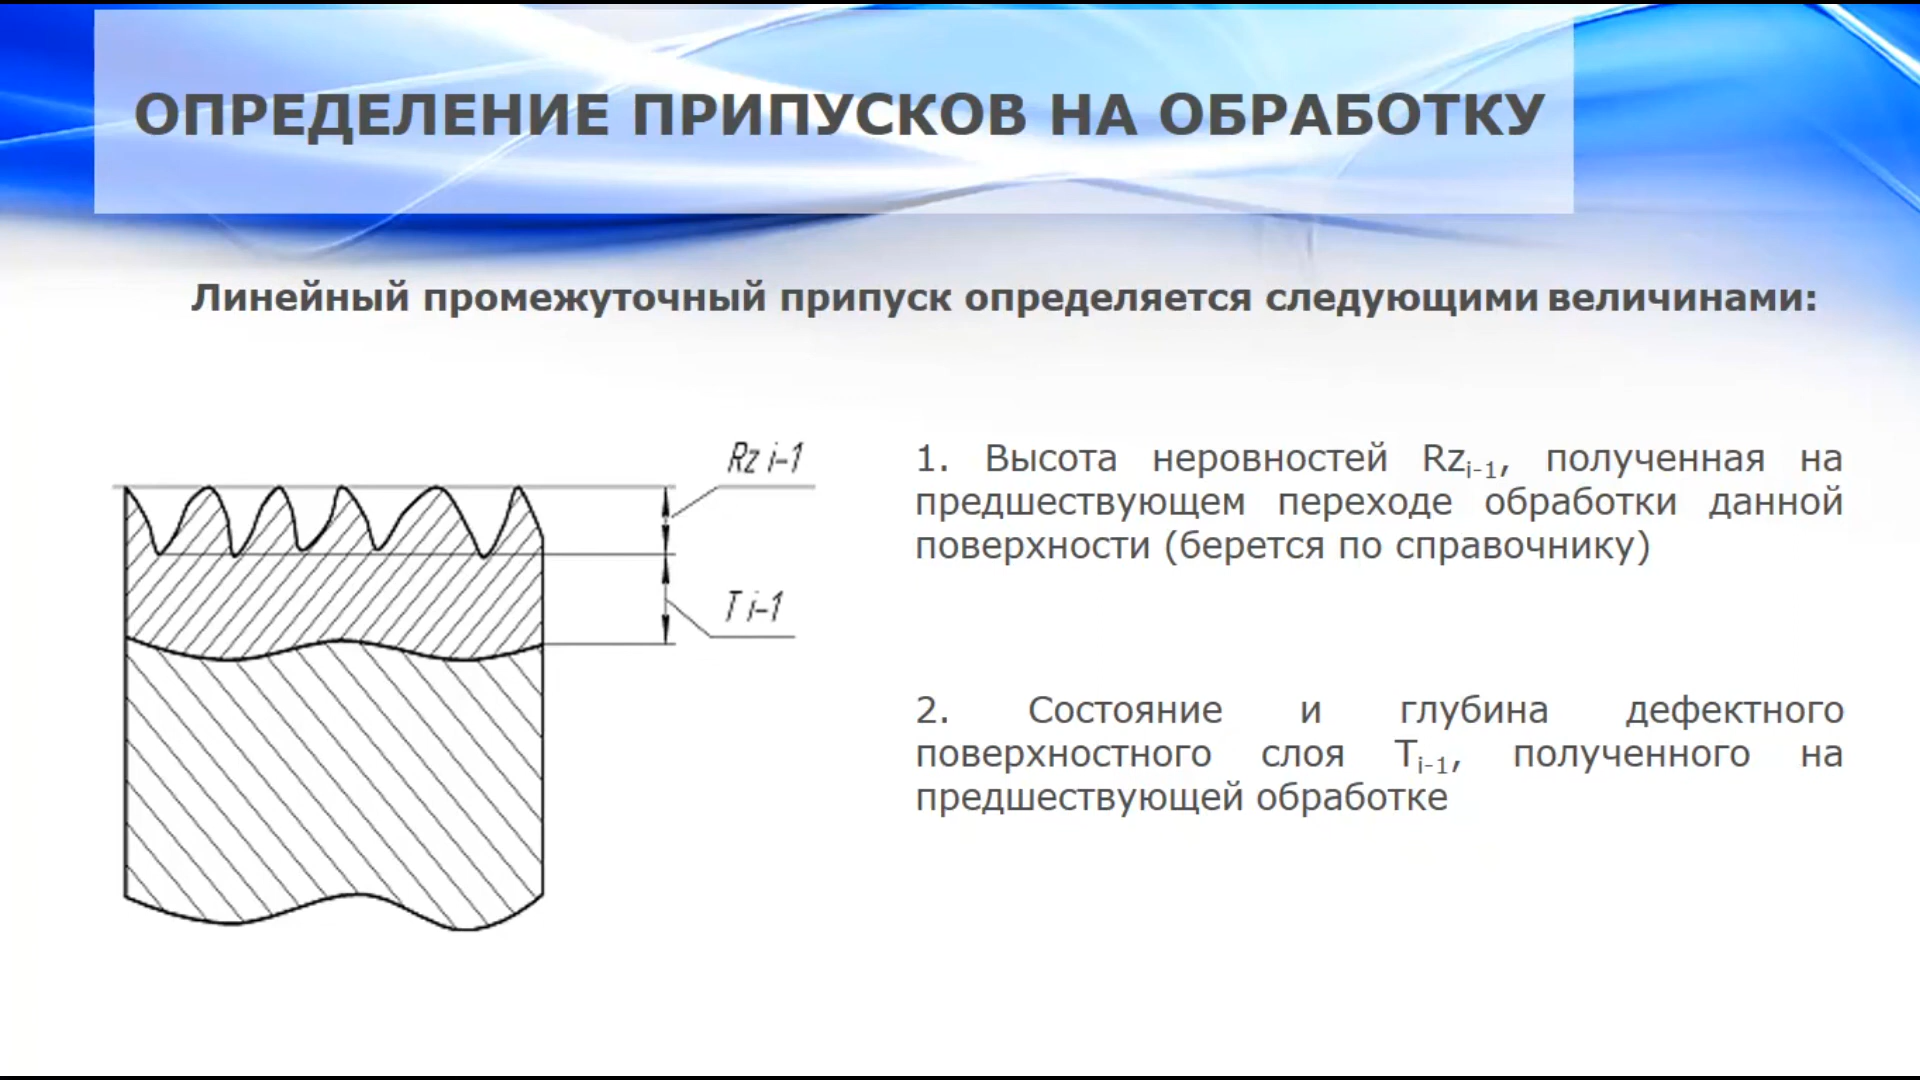 ОПРЕДЕЛЕНИЕ ПРИПУСКОВ НА ОБРАБОТКУ
Линейный промежуточный припуск определяется следующими величинами:
Rz i-1
T i-1
1. Высота неровностей Rzi-1, полученная на
предшествующем переходе обработки данной
поверхности (берется по справочнику)
2. Состояние и глубина дефектного
поверхностного слоя Ti-1, полученного на
предшествующей обработке